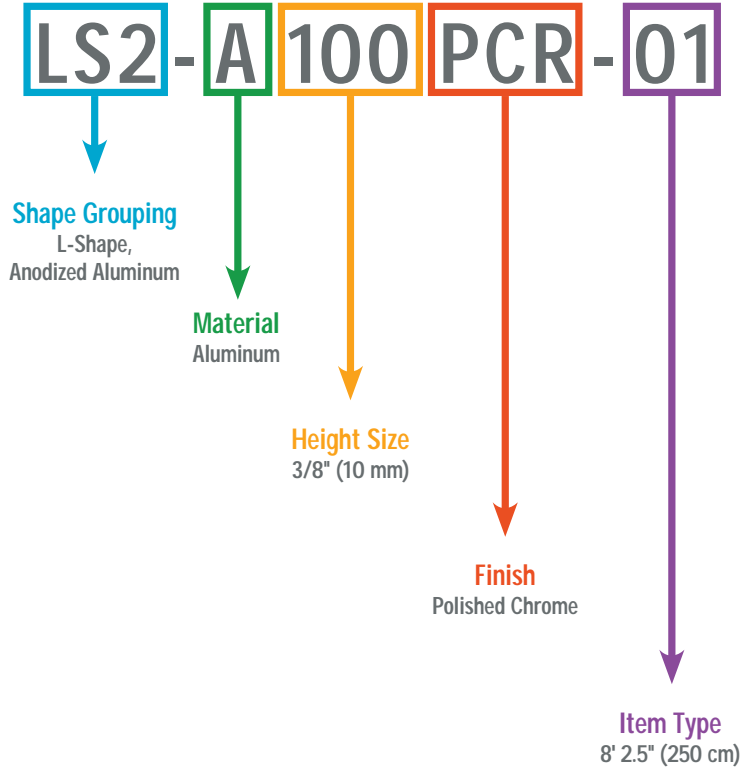 LS2-A100PCR-01
Shape Grouping
L-Shape,
Anodized Aluminum
Material
Aluminum
Height Size
3/8" (10 mm)
Finish
Polished Chrome
Item Type
8' 2.5" (250 cm)